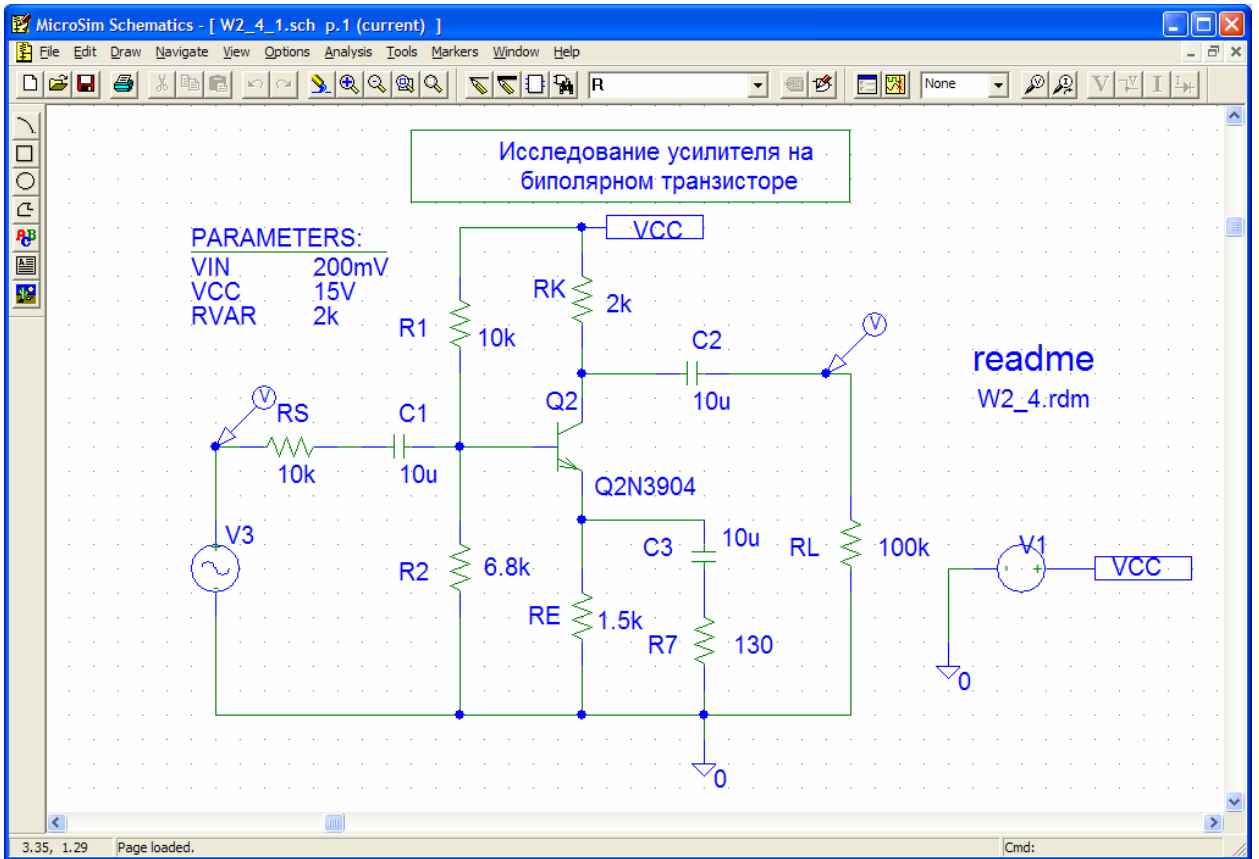 MicroSim Schematics - [ W2_4_1.sch p.1 (current) ]
File Edit Draw Navigate View Options Analysis Tools Markers Window Help
R
None
V
I
V
V
I
I
ABC
Исследование усилителя на
биполярном транзисторе
PARAMETERS:
VIN 200mV
VCC 15V
RVAR 2k
VCC
RK
2k
R1
10k
C2
10u
V
readme
W2_4.rdm
V
RS
10k
C1
10u
Q2
Q2N3904
V3
R2
6.8k
C3
10u
RL
100k
V1
VCC
RE
1.5k
R7
130
0
0
3.35, 1.29 Page loaded. Cmd: